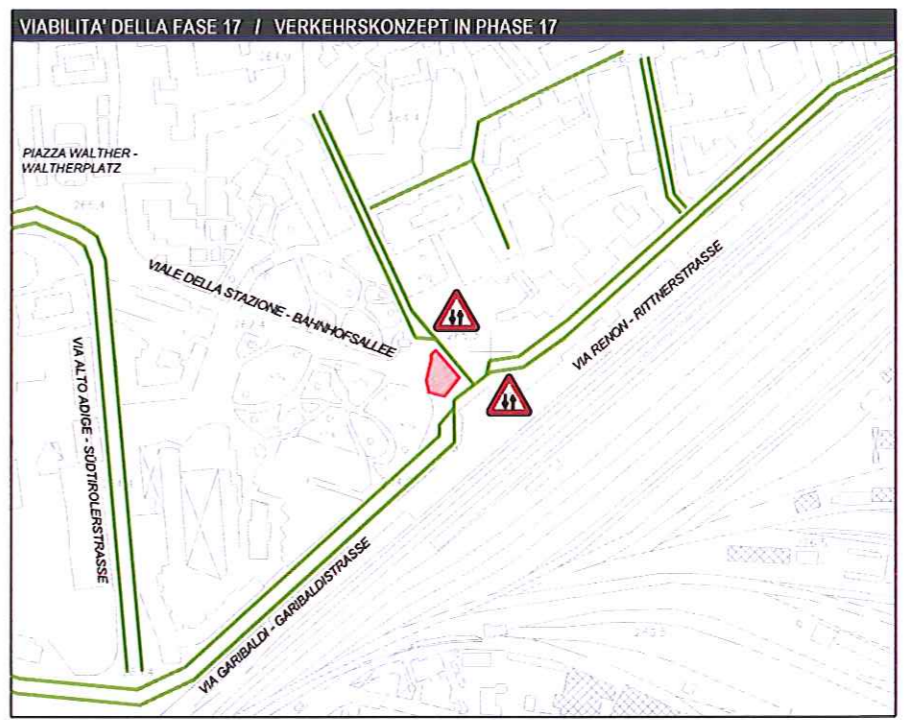 VIABILITA' DELLA FASE 17 / VERKEHRSKONZEPT IN PHASE 17
PIAZZA WALTHER -
WALTHERPLATZ
VIALE DELLA STAZIONE - BAHNHOFSALLEE
VIA RENON - RITTNERSTRASSE
VIA ALTO ADIGE - SÜDTIROLERSTRASSE
VIA GARIBALDI - GARIBALDISTRASSE